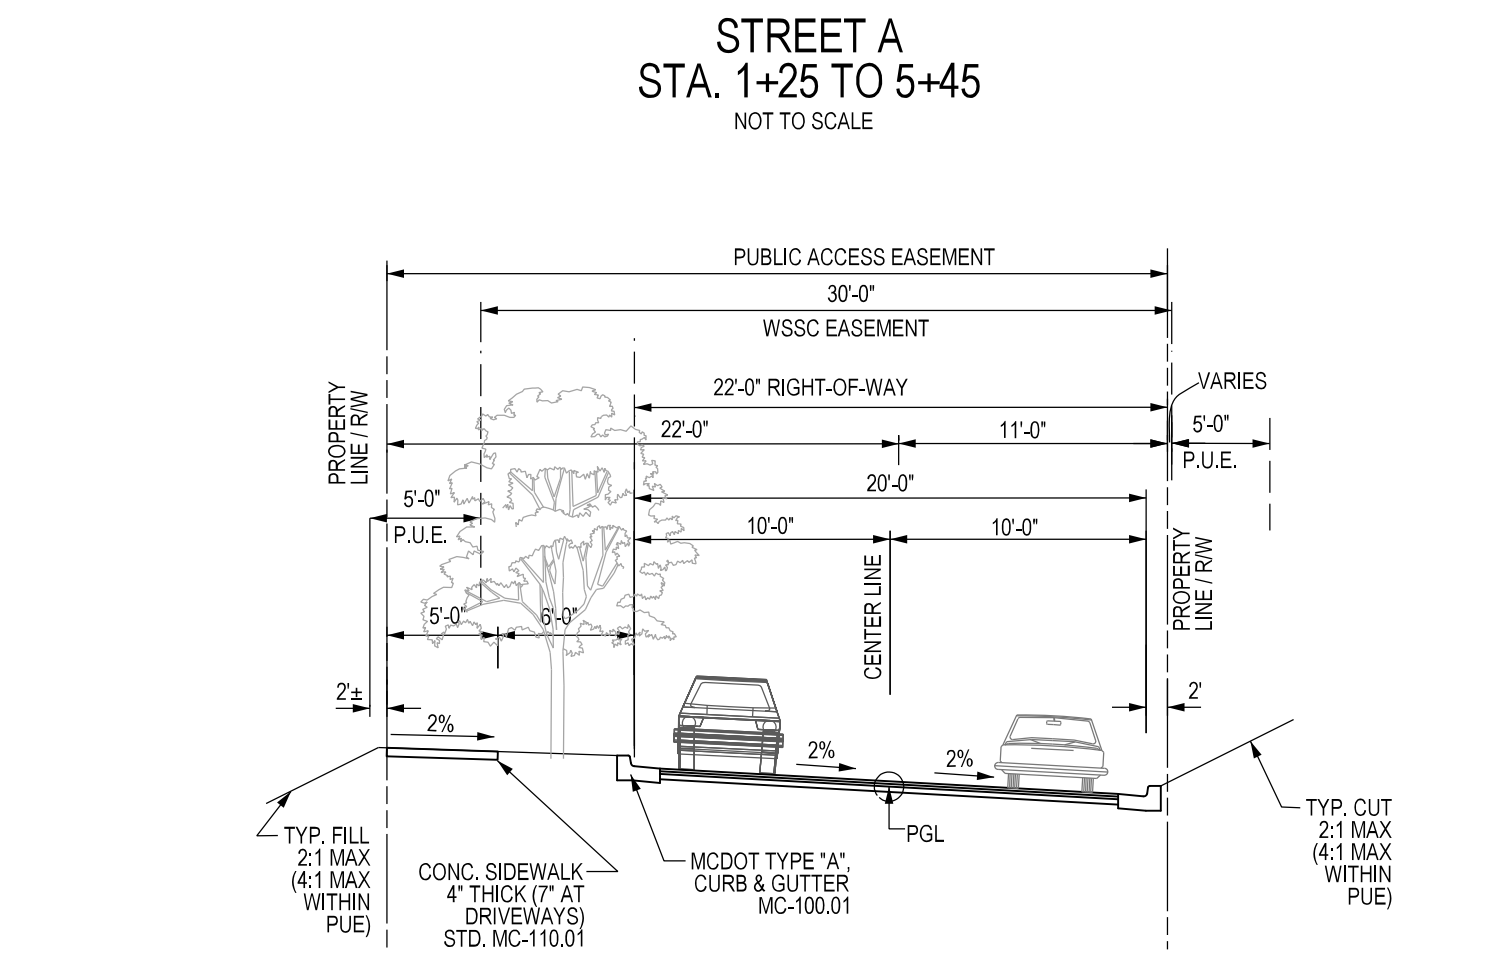 STREET A
STA. 1+25 TO 5+45
NOT TO SCALE
PUBLIC ACCESS EASEMENT
30'-0"
WSSC EASEMENT
22'-0" RIGHT-OF-WAY
VARIES
PROPERTY
LINE / R/W
22'-0"
11'-0"
5'-0"
P.U.E.
5'-0"
P.U.E.
20'-0"
10'-0"
10'-0"
CENTER LINE
PROPERTY
LINE / R/W
5'-0"
6'-0"
2'±
2'
2%
2%
2%
PGL
TYP. FILL
2:1 MAX
(4:1 MAX
WITHIN
PUE)
CONC. SIDEWALK
4" THICK (7" AT
DRIVEWAYS)
STD. MC-110.01
MCDOT TYPE "A",
CURB & GUTTER
MC-100.01
TYP. CUT
2:1 MAX
(4:1 MAX
WITHIN
PUE)